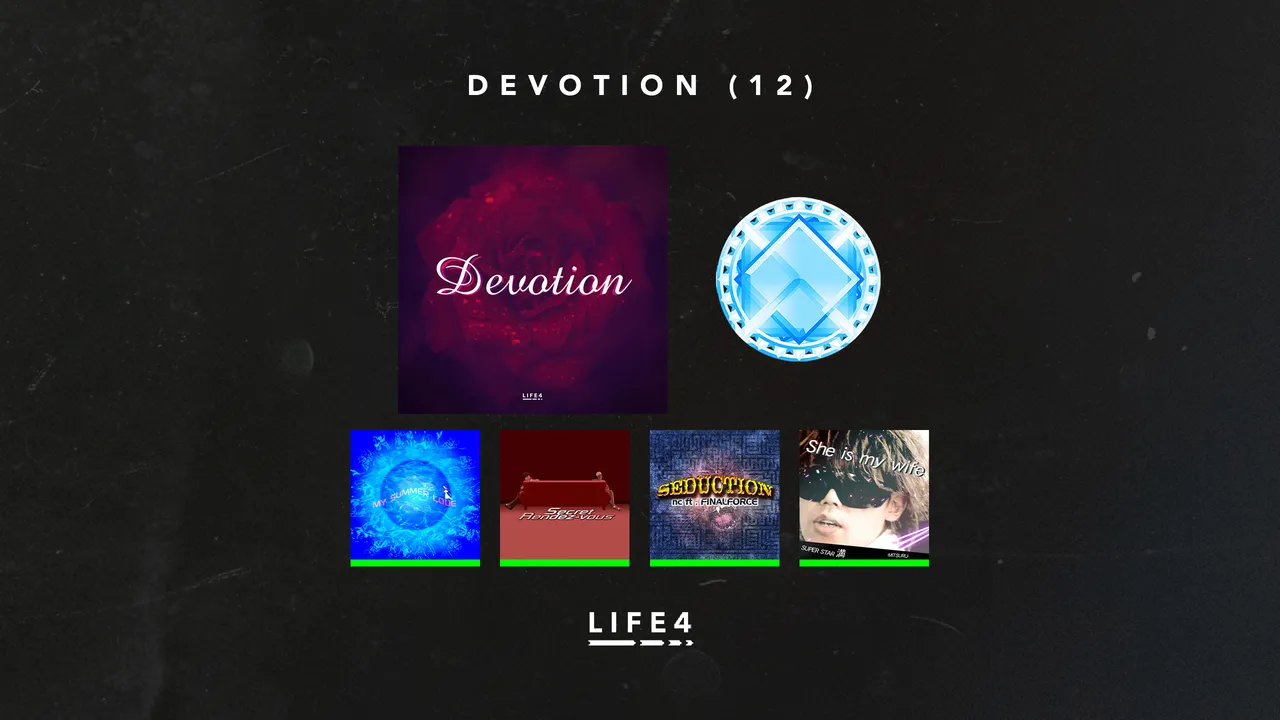 DEVOTION (12)
Devotion
LIFE4
MY SUMMER LOVE
Secret
Rendez-vous
SEDUCTION
nc ft. FINALFORCE
She is my wife
SUPER STAR 満
-MITSURU-
LIFE4